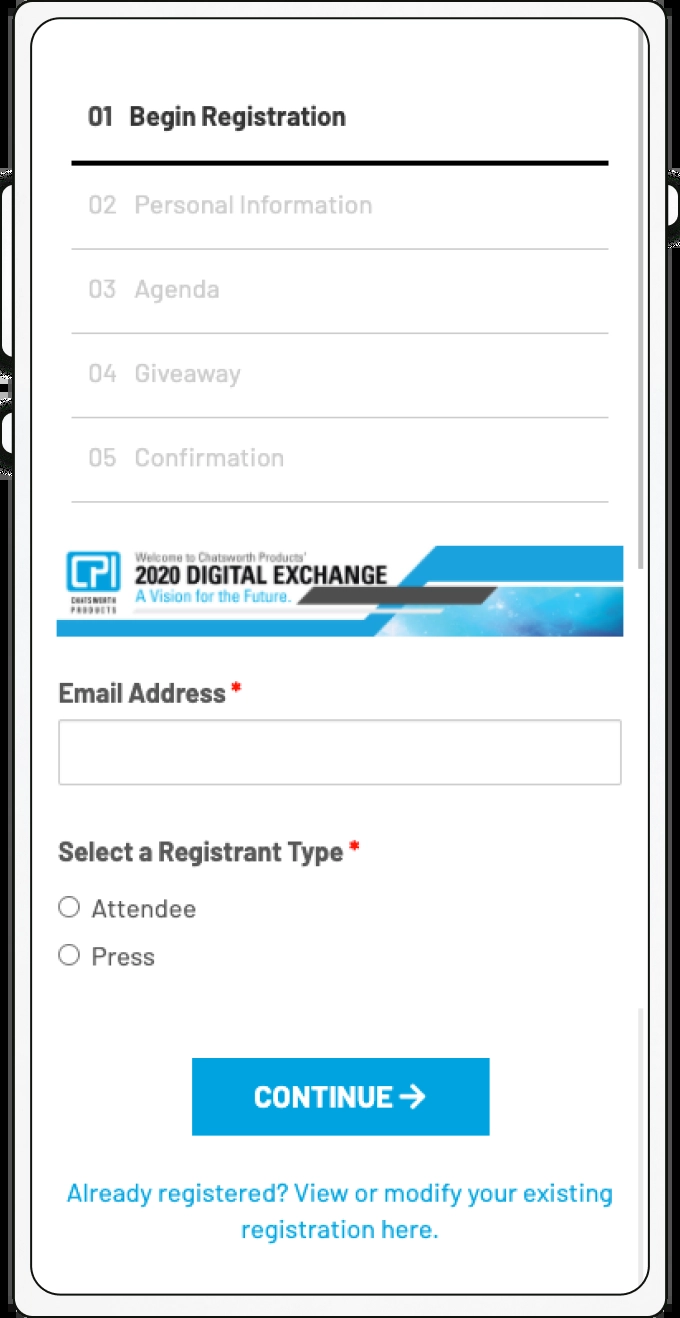 01 Begin Registration
02 Personal Information
03 Agenda
04 Giveaway
05 Confirmation
CPI
CHATSWORTH
PRODUCTS
Welcome to Chatsworth Products'
2020 DIGITAL EXCHANGE
A Vision for the Future.
Email Address *
Select a Registrant Type *
Attendee
Press
CONTINUE →
Already registered? View or modify your existing
registration here.